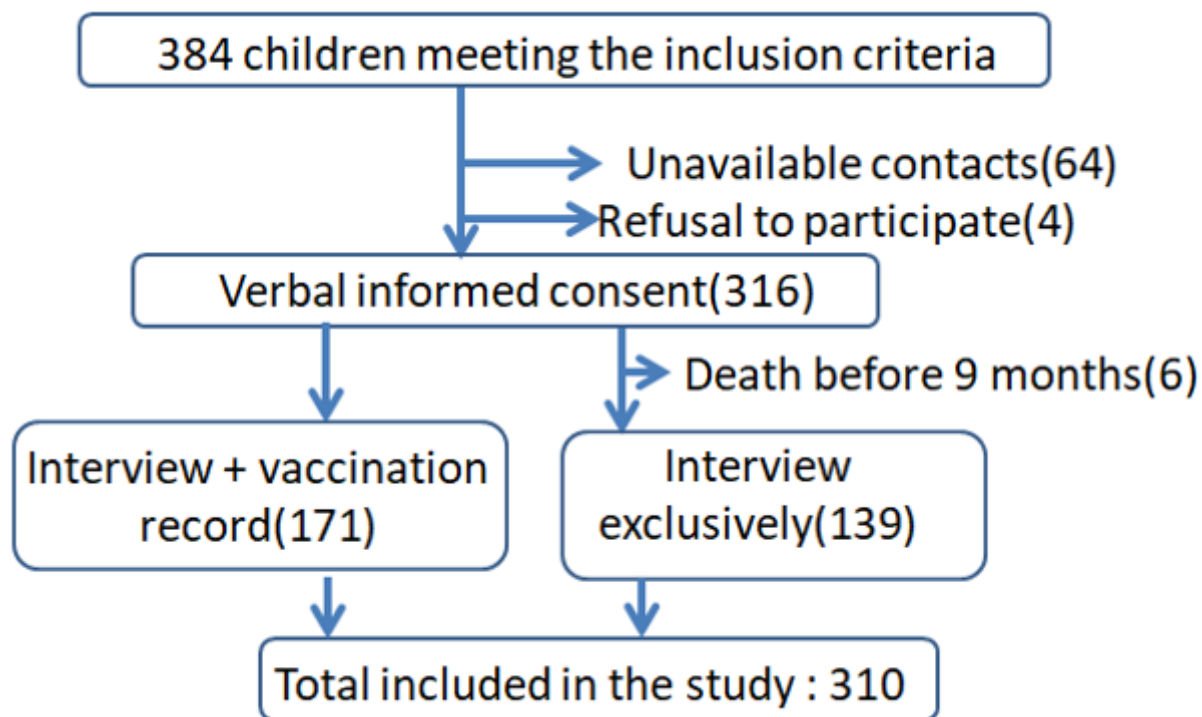 384 children meeting the inclusion criteria
Unavailable contacts(64)
Refusal to participate(4)
Verbal informed consent(316)
Death before 9 months(6)
Interview + vaccination
record(171)
Interview
exclusively(139)
Total included in the study : 310